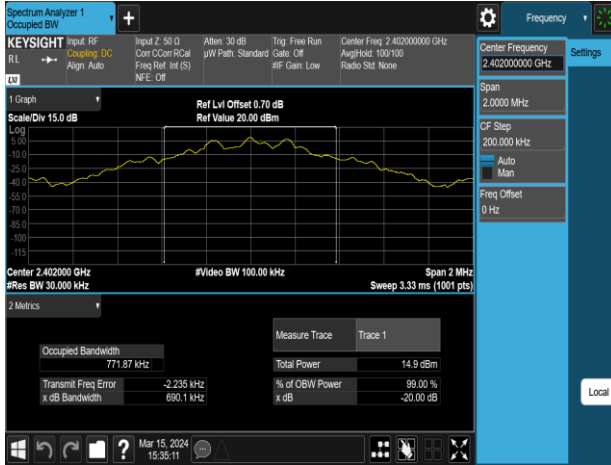 Spectrum Analyzer 1
Occupied BW
Frequency
KEYSIGHT
RL
Input: RF
Coupling: DC
Align: Auto
Input Z: 50 Ω
Corr CCorr RCal
Freq Ref: Int (S)
NFE: Off
Atten: 30 dB
µW Path: Standard
Trig: Free Run
Gate: Off
#IF Gain: Low
Center Freq: 2.402000000 GHz
Avg|Hold: 100/100
Radio Std: None
LXI
1 Graph
Scale/Div 15.0 dB
Ref Lvl Offset 0.70 dB
Ref Value 20.00 dBm
Log
5.00
-10.0
-25.0
-40.0
-55.0
-70.0
-85.0
-100
-115
Center 2.402000 GHz
#Res BW 30.000 kHz
#Video BW 100.00 kHz
Span 2 MHz
Sweep 3.33 ms (1001 pts)
2 Metrics
Measure Trace Trace 1
Occupied Bandwidth
771.87 kHz
Total Power 14.9 dBm
Transmit Freq Error -2.235 kHz
% of OBW Power 99.00 %
x dB Bandwidth 690.1 kHz
x dB -20.00 dB
Center Frequency
2.402000000 GHz
Settings
Span
2.0000 MHz
CF Step
200.000 kHz
Auto
Man
Freq Offset
0 Hz
Local
?
Mar 15, 2024
15:35:11